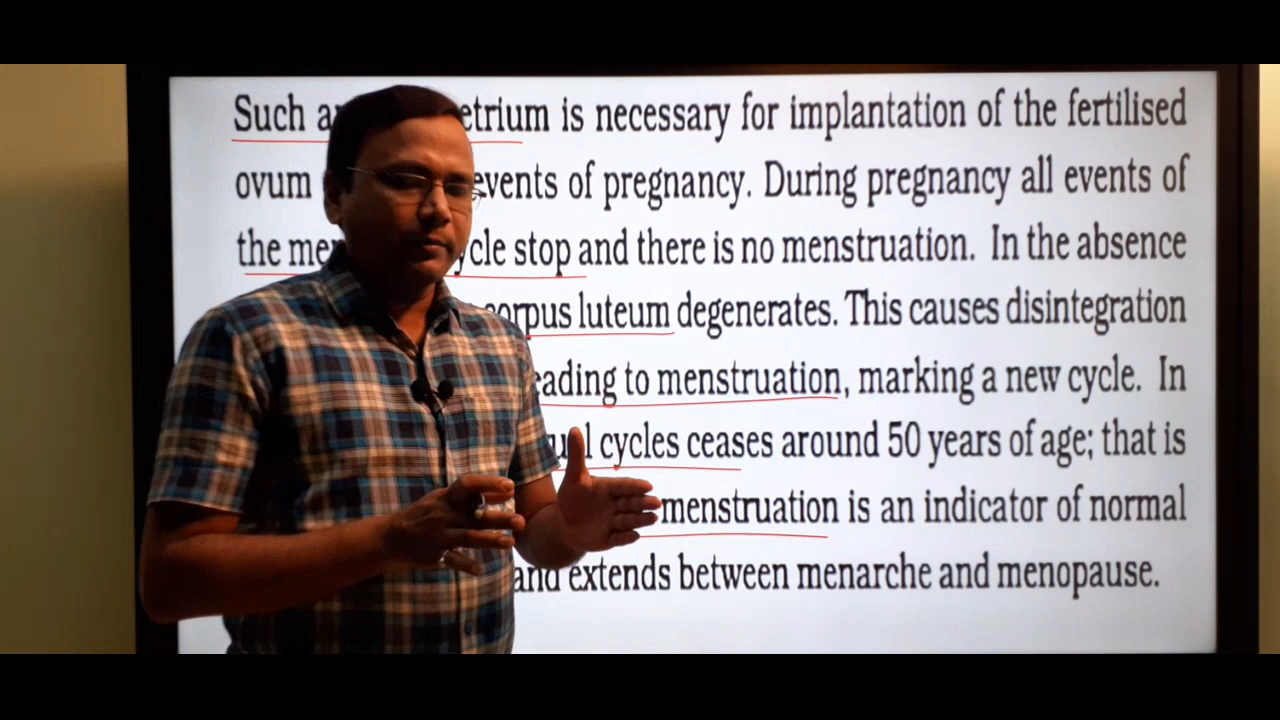 Such a etrium is necessary for implantation of the fertilised
ovum events of pregnancy. During pregnancy all events of
the me ycle stop and there is no menstruation. In the absence
corpus luteum degenerates. This causes disintegration
eading to menstruation, marking a new cycle. In
ual cycles ceases around 50 years of age; that is
menstruation is an indicator of normal
and extends between menarche and menopause.